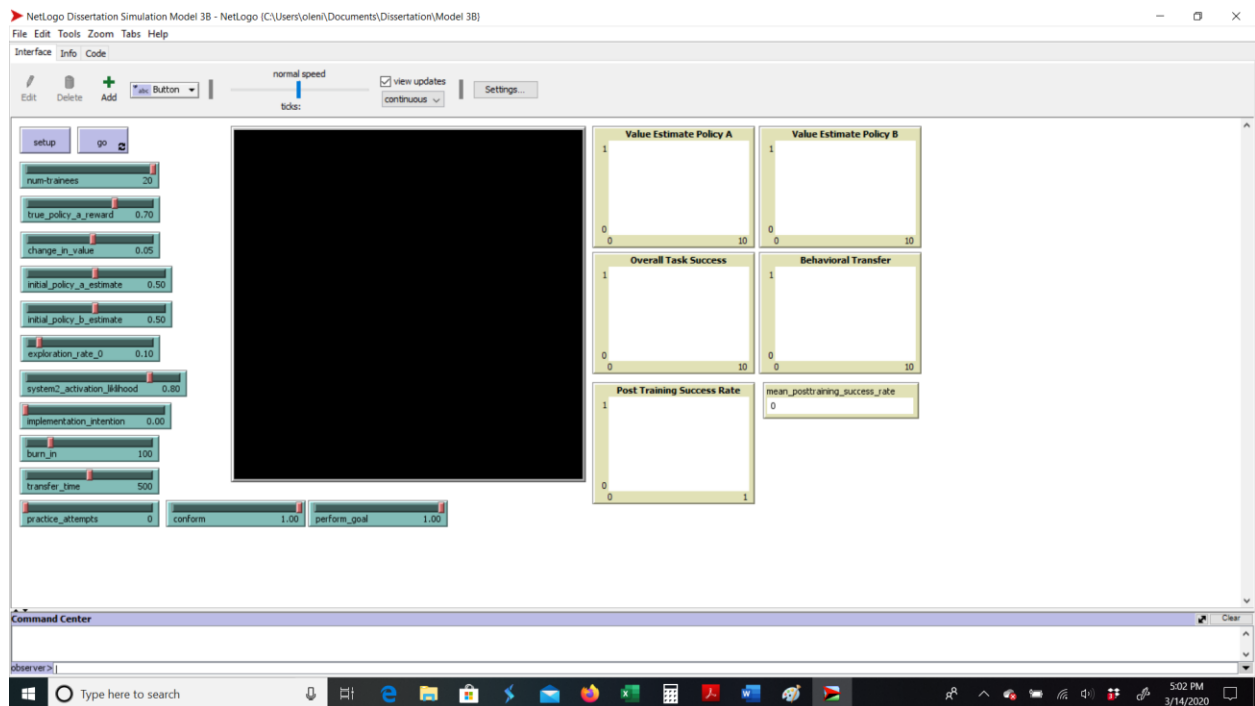 NetLogo Dissertation Simulation Model 3B - NetLogo {C:\Users\oleni\Documents\Dissertation\Model 3B}
File Edit Tools Zoom Tabs Help
Interface Info Code
Edit Delete Add Button normal speed ticks: view updates continuous Settings...
setup go
num-trainees 20
true_policy_a_reward 0.70
change_in_value 0.05
initial_policy_a_estimate 0.50
initial_policy_b_estimate 0.50
exploration_rate_0 0.10
system2_activation_liklihood 0.80
implementation_intention 0.00
burn_in 100
transfer_time 500
practice_attempts 0 conform 1.00 perform_goal 1.00
Value Estimate Policy A
1
0
0 10
Value Estimate Policy B
1
0
0 10
Overall Task Success
1
0
0 10
Behavioral Transfer
1
0
0 10
Post Training Success Rate
1
0
0 1
mean_posttraining_success_rate
0
Command Center Clear
observer>
Type here to search
5:02 PM
3/14/2020